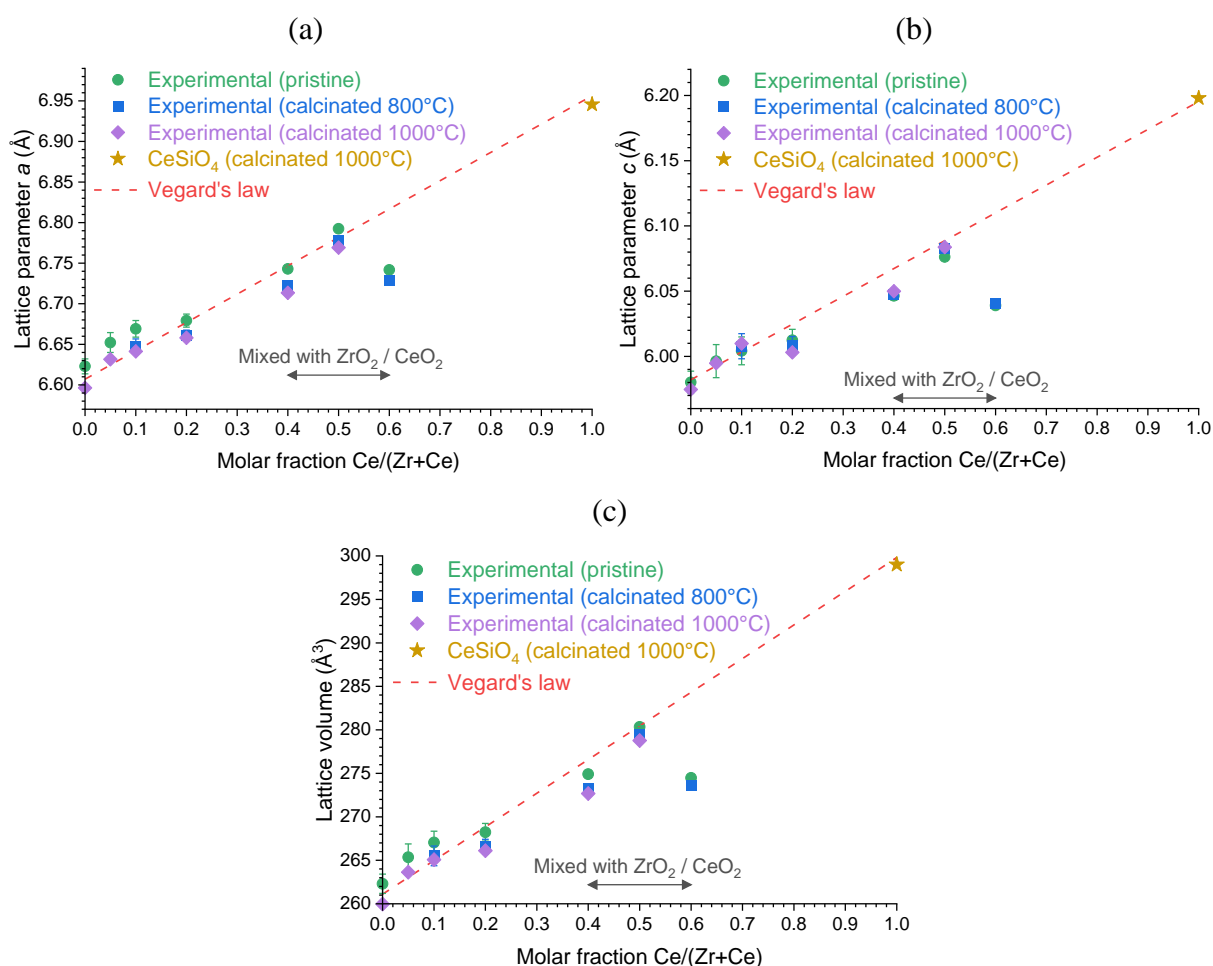 (a)
Experimental (pristine)
Experimental (calcinated 800°C)
Experimental (calcinated 1000°C)
CeSiO₄ (calcinated 1000°C)
Vegard's law
6.95
6.90
6.85
6.80
6.75
6.70
6.65
6.60
Lattice parameter a (Å)
Mixed with ZrO₂ / CeO₂
0.0 0.1 0.2 0.3 0.4 0.5 0.6 0.7 0.8 0.9 1.0
Molar fraction Ce/(Zr+Ce)
(b)
Experimental (pristine)
Experimental (calcinated 800°C)
Experimental (calcinated 1000°C)
CeSiO₄ (calcinated 1000°C)
Vegard's law
6.20
6.15
6.10
6.05
6.00
Lattice parameter c (Å)
Mixed with ZrO₂ / CeO₂
0.0 0.1 0.2 0.3 0.4 0.5 0.6 0.7 0.8 0.9 1.0
Molar fraction Ce/(Zr+Ce)
(c)
Experimental (pristine)
Experimental (calcinated 800°C)
Experimental (calcinated 1000°C)
CeSiO₄ (calcinated 1000°C)
Vegard's law
300
295
290
285
280
275
270
265
260
Lattice volume (Å³)
Mixed with ZrO₂ / CeO₂
0.0 0.1 0.2 0.3 0.4 0.5 0.6 0.7 0.8 0.9 1.0
Molar fraction Ce/(Zr+Ce)